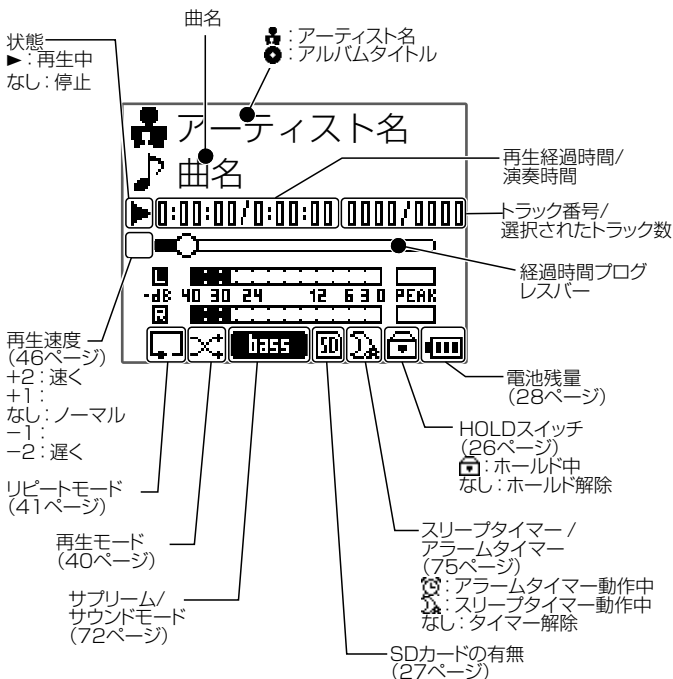 曲名
：アーティスト名
：アルバムタイトル
状態
►：再生中
なし：停止
アーティスト名
曲名
0:00:00/0:00:00 0000/0000
L
-dB 40 30 24 12 6 3 0 PEAK
R
bass SD
再生経過時間/
演奏時間
トラック番号/
選択されたトラック数
経過時間プログ
レスバー
再生速度
（46ページ）
+2：速く
+1：
なし：ノーマル
−1：
−2：遅く
リピートモード
（41ページ）
再生モード
（40ページ）
サプリーム/
サウンドモード
（72ページ）
電池残量
（28ページ）
HOLDスイッチ
（26ページ）
：ホールド中
なし：ホールド解除
スリープタイマー /
アラームタイマー
（75ページ）
：アラームタイマー動作中
：スリープタイマー動作中
なし：タイマー解除
SDカードの有無
（27ページ）